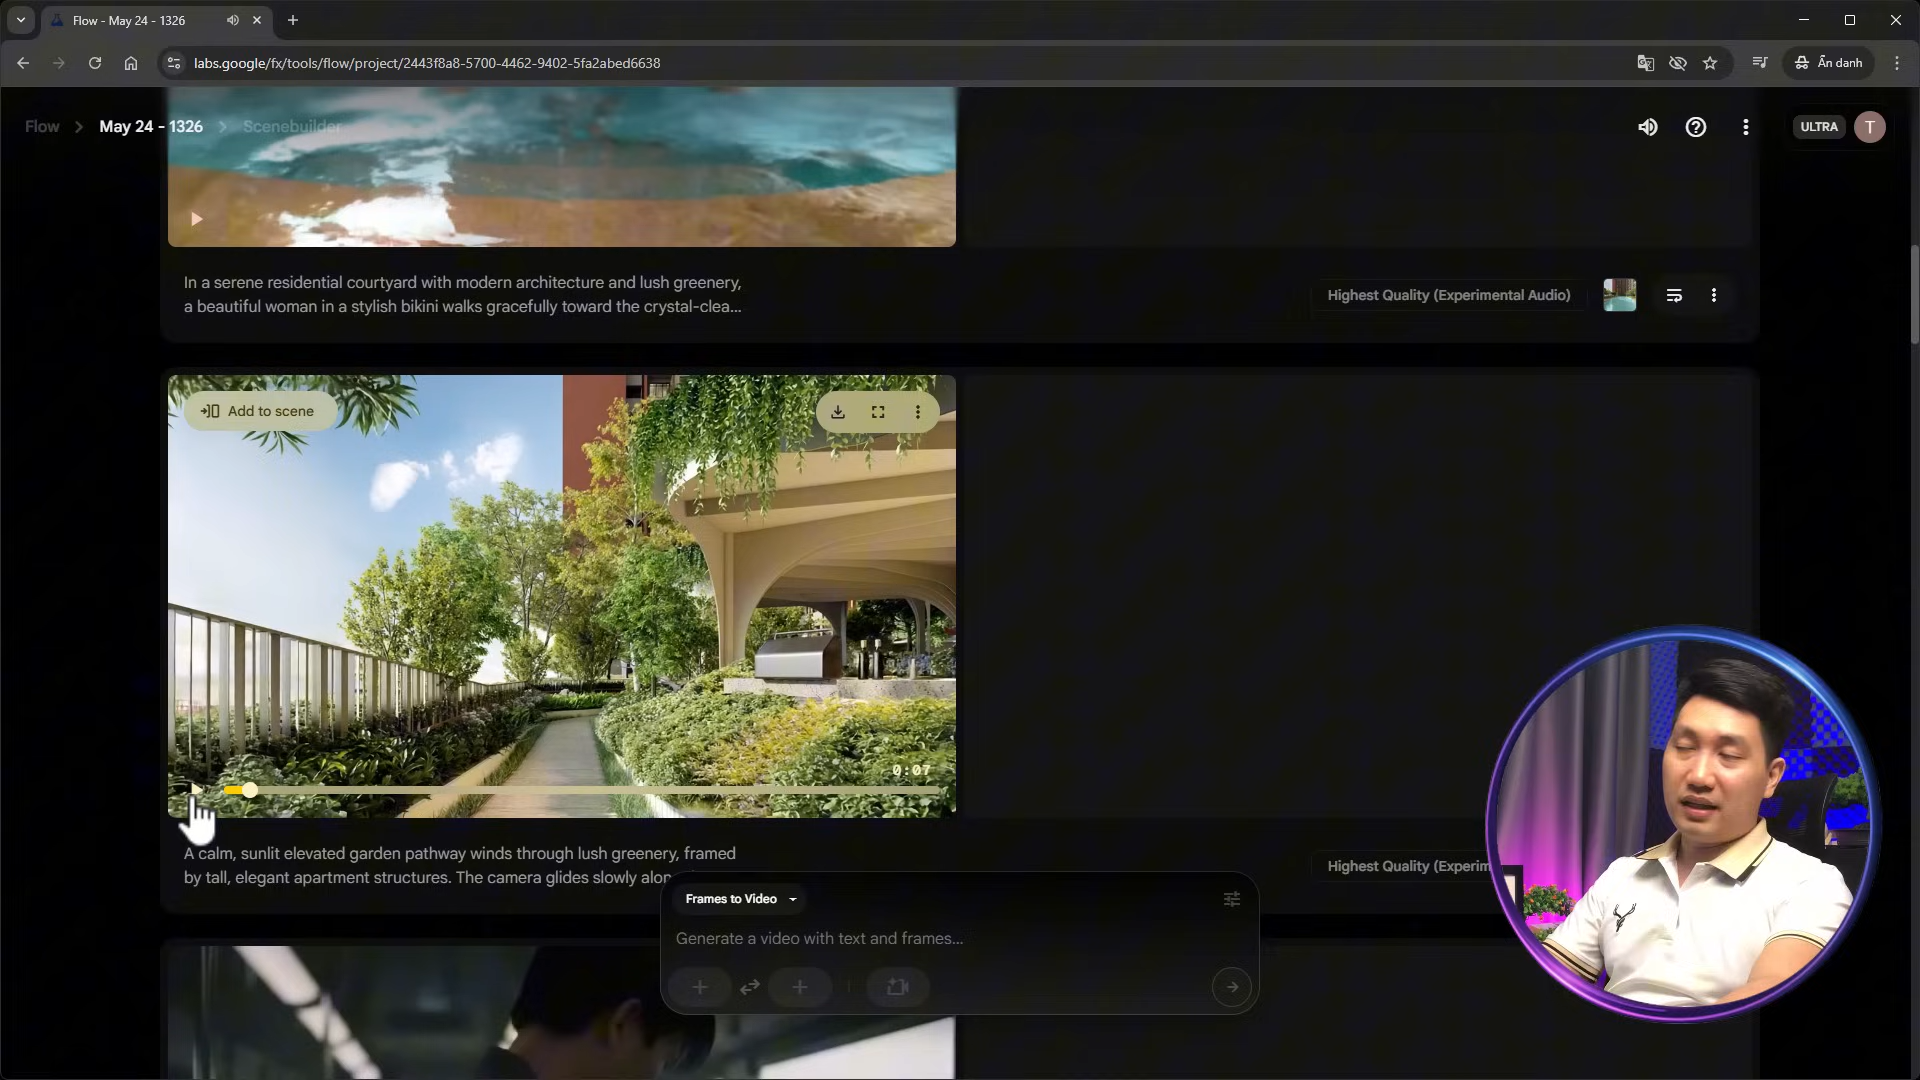 Flow - May 24 - 1326
labs.google/fx/tools/flow/project/2443f8a8-5700-4462-9402-5fa2abed6638
Ẩn danh
Flow
May 24 - 1326
Scenebuilder
ULTRA
T
In a serene residential courtyard with modern architecture and lush greenery,
a beautiful woman in a stylish bikini walks gracefully toward the crystal-clea...
Highest Quality (Experimental Audio)
Add to scene
0:07
A calm, sunlit elevated garden pathway winds through lush greenery, framed
by tall, elegant apartment structures. The camera glides slowly alon
Highest Quality (Experim
Frames to Video
Generate a video with text and frames...